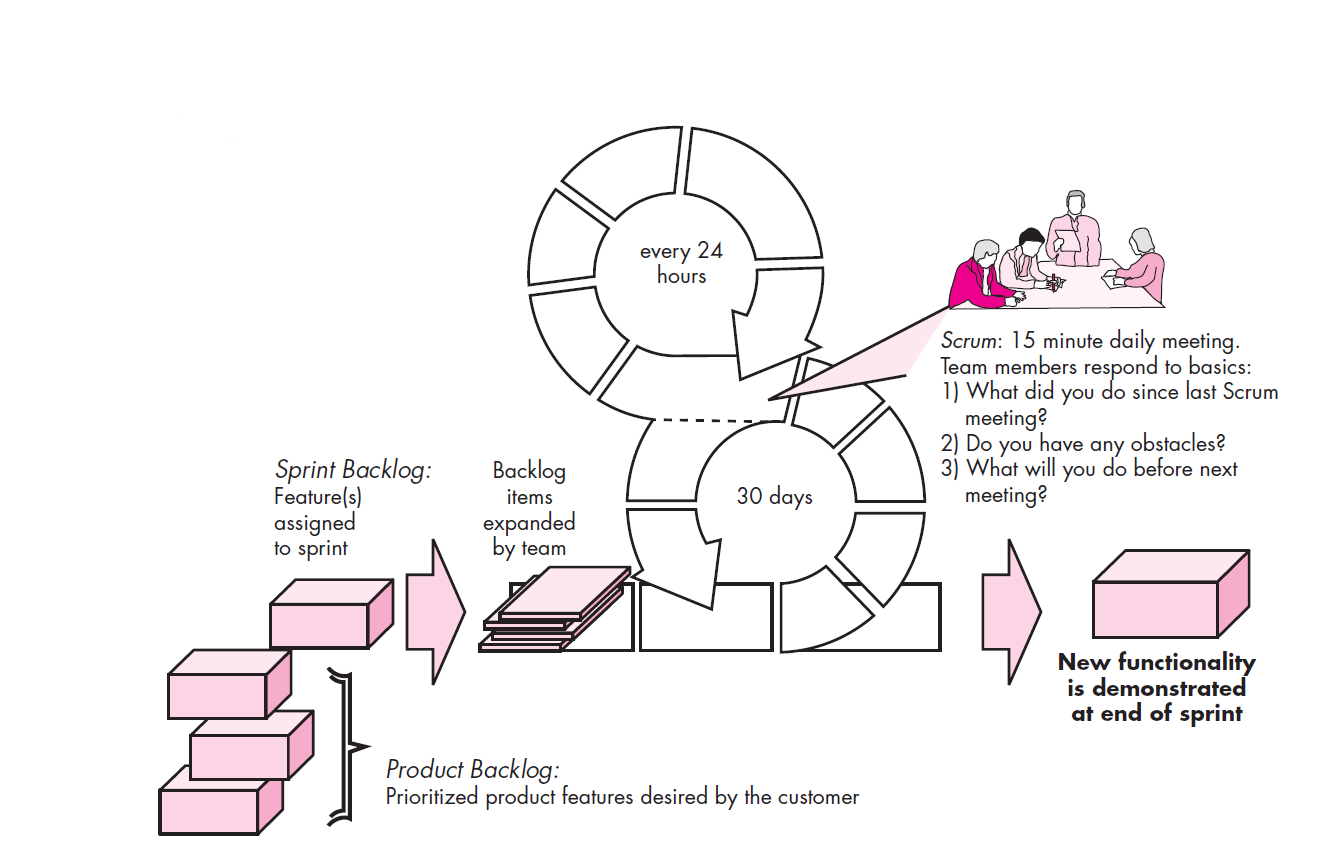 every 24
hours
Scrum: 15 minute daily meeting.
Team members respond to basics:
1) What did you do since last Scrum
meeting?
2) Do you have any obstacles?
3) What will you do before next
meeting?
Sprint Backlog:
Feature(s)
assigned
to sprint
Backlog
items
expanded
by team
30 days
New functionality
is demonstrated
at end of sprint
Product Backlog:
Prioritized product features desired by the customer